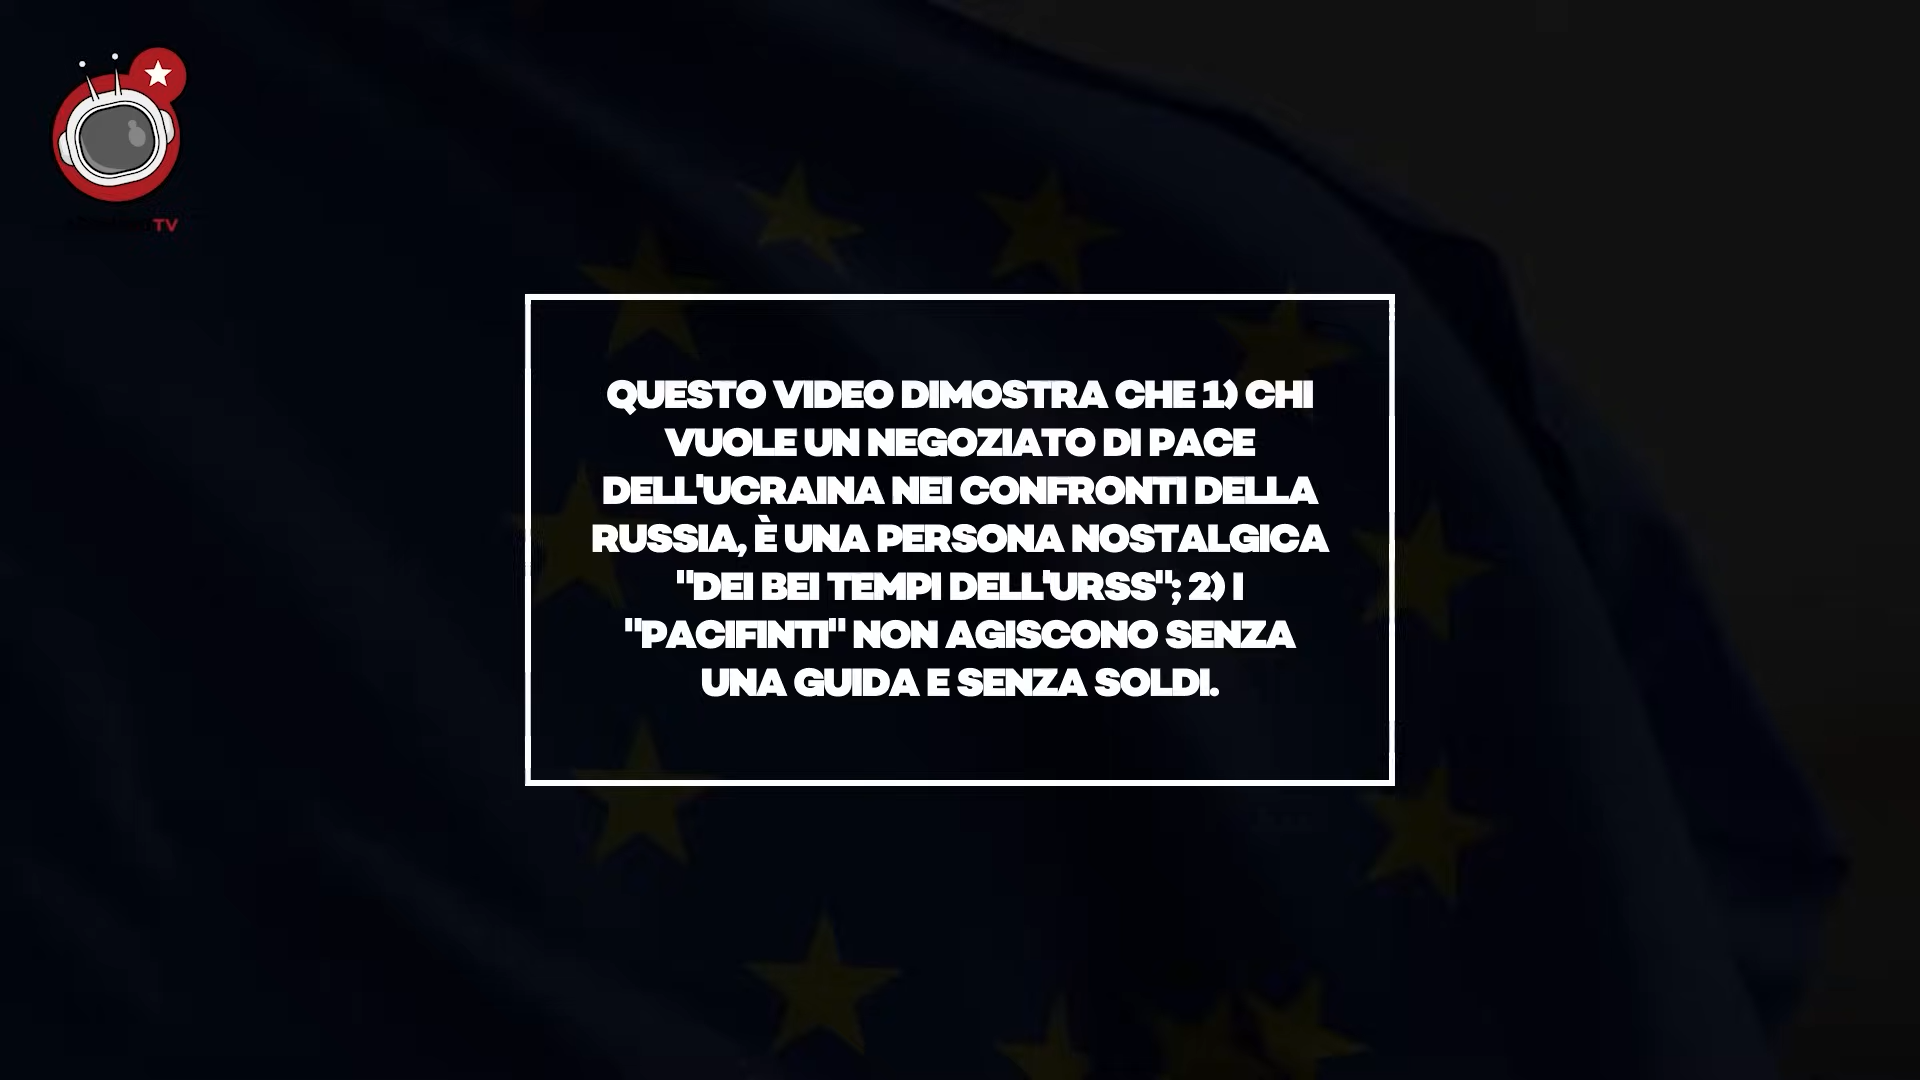 TV
QUESTO VIDEO DIMOSTRA CHE 1) CHI
VUOLE UN NEGOZIATO DI PACE
DELL'UCRAINA NEI CONFRONTI DELLA
RUSSIA, È UNA PERSONA NOSTALGICA
"DEI BEI TEMPI DELL'URSS"; 2) I
"PACIFINTI" NON AGISCONO SENZA
UNA GUIDA E SENZA SOLDI.